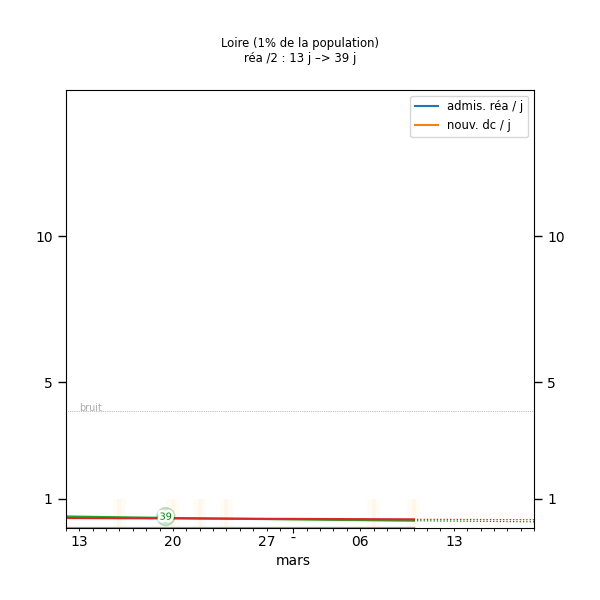 Loire (1% de la population)
réa /2 : 13 j –> 39 j
admis. réa / j
nouv. dc / j
10 10
5 5
bruit
1 1
39
13 20 27 - 06 13
mars